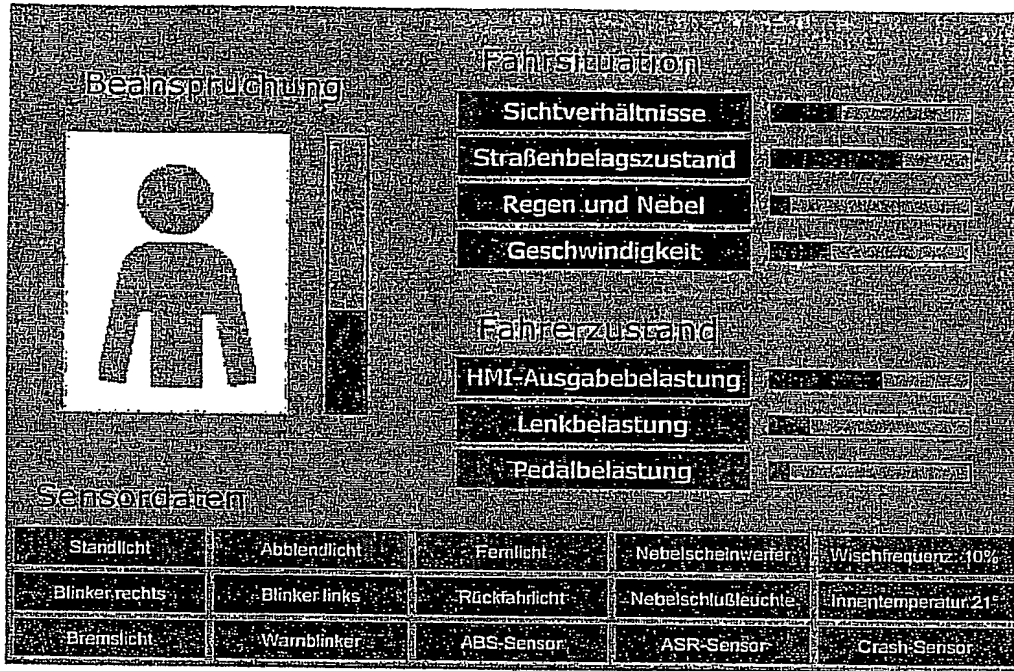 Beanspruchung
Fahrsituation
Sichtverhältnisse
Straßenbelagszustand
Regen und Nebel
Geschwindigkeit
Fahrerzustand
HMI-Ausgabebelastung
Lenkbelastung
Pedalbelastung
Sensordaten
Standlicht Abblendlicht Fernlicht Nebelscheinwerfer Wischfrequenz 10%
Blinker rechts Blinker links Rückfahrlicht Nebelschlußleuchte Innentemperatur 21°
Bremslicht Warnblinker ABS-Sensor ASR-Sensor Crash-Sensor